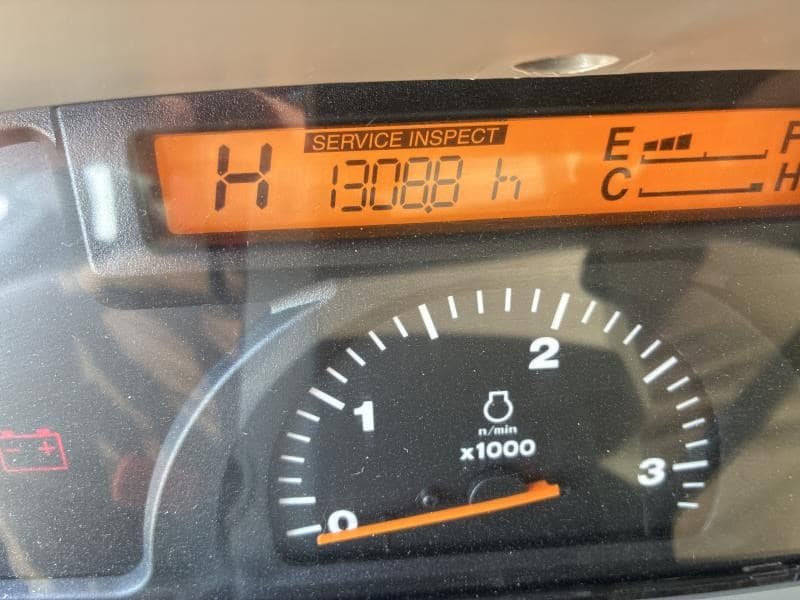 SERVICE INSPECT
H 1308.8 h
E F
C H
1 2
n/min
x1000
0 3